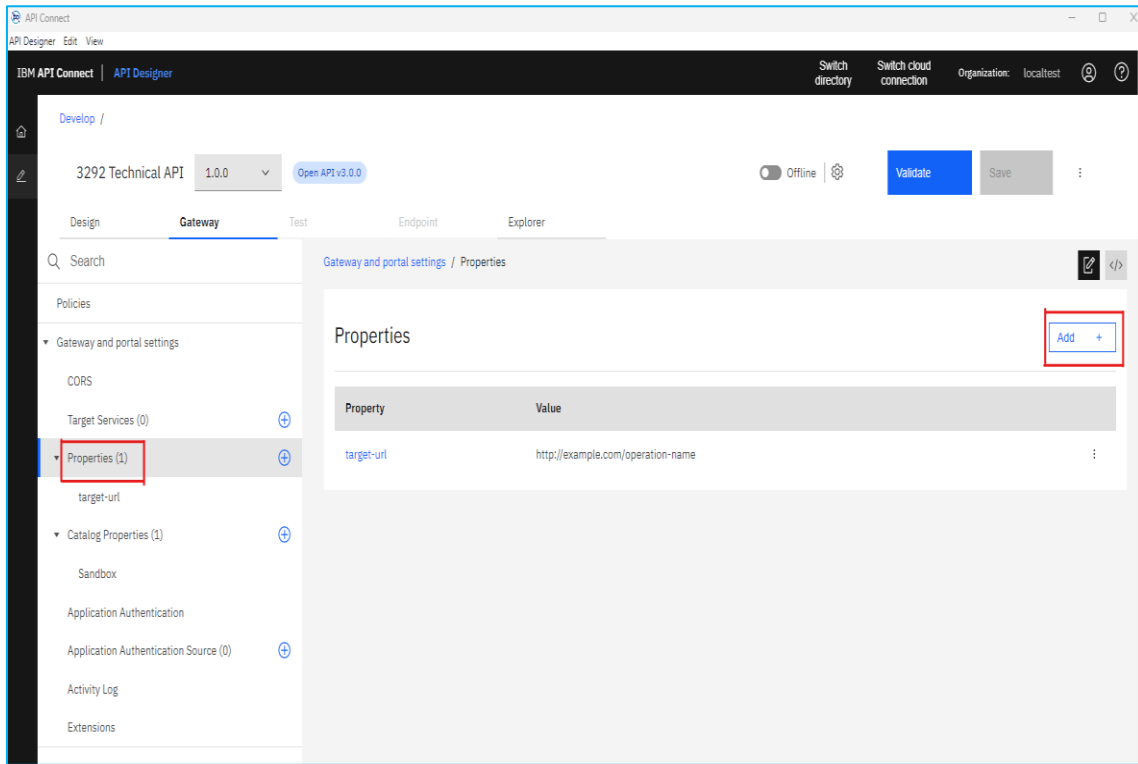 API Connect
API Designer Edit View
IBM API Connect | API Designer
Switch directory
Switch cloud connection
Organization: localtest
Develop /
3292 Technical API
1.0.0
Open API v3.0.0
Offline
Validate
Save
Design
Gateway
Test
Endpoint
Explorer
Search
Gateway and portal settings / Properties
</>
Policies
Gateway and portal settings
CORS
Target Services (0)
Properties (1)
target-url
Catalog Properties (1)
Sandbox
Application Authentication
Application Authentication Source (0)
Activity Log
Extensions
Properties
Add +
Property Value
target-url http://example.com/operation-name